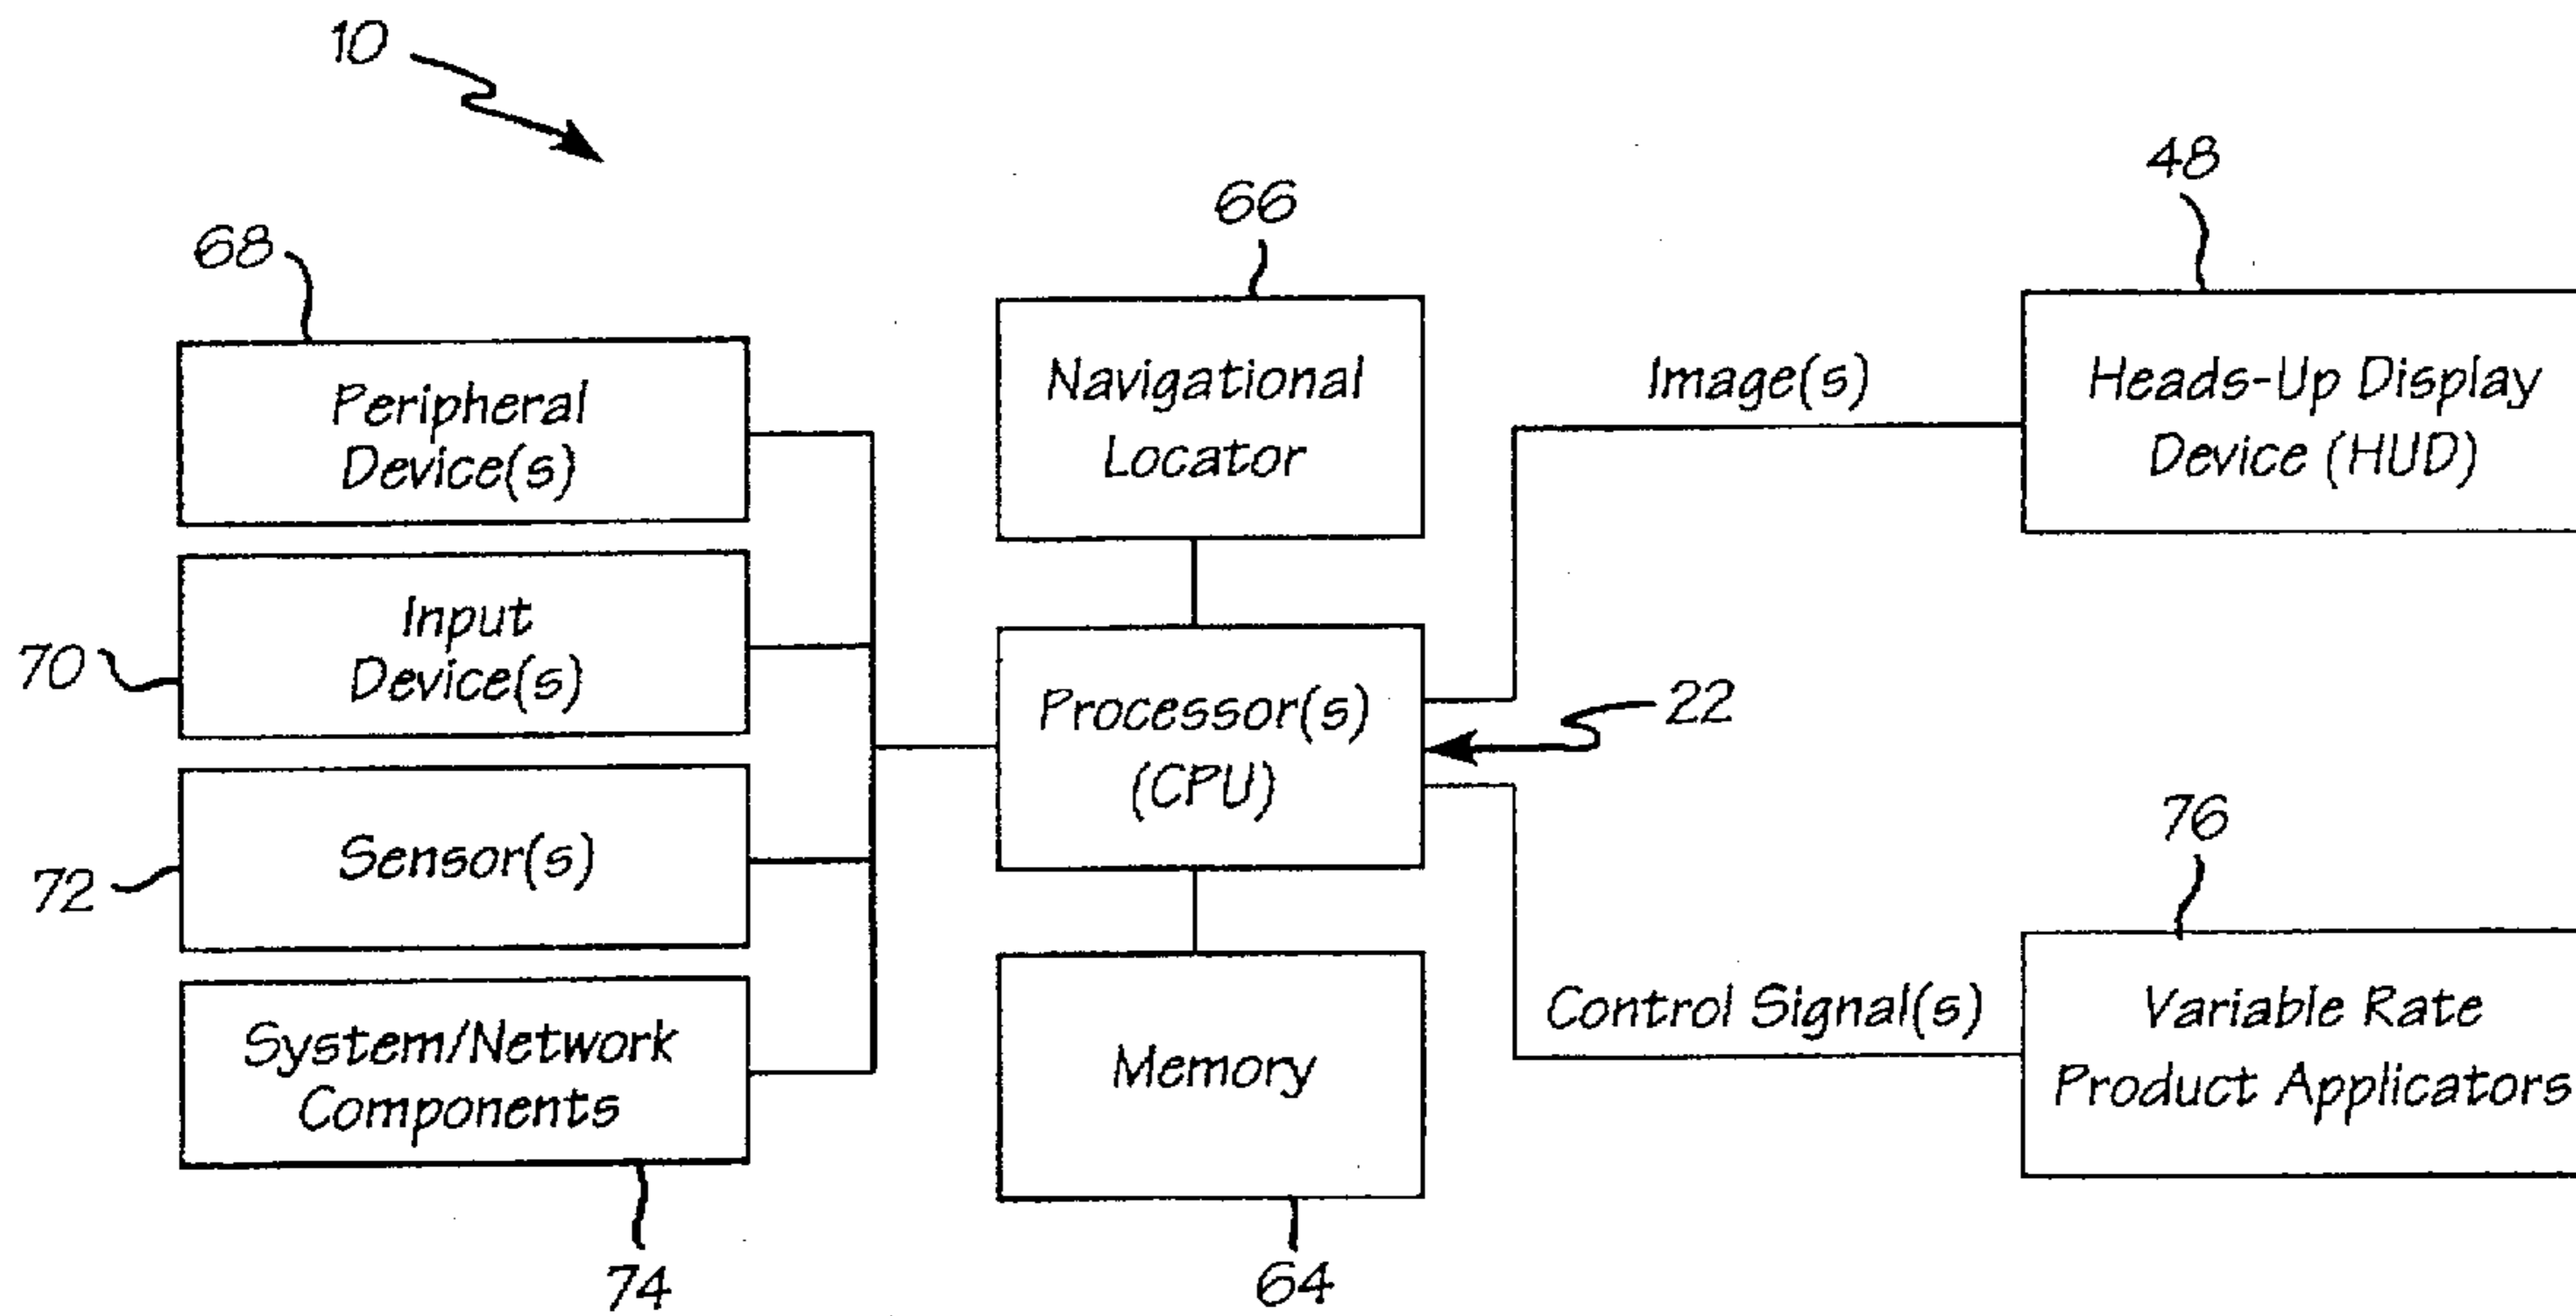 10
68
Peripheral
Device(s)
70
Input
Device(s)
72
Sensor(s)
System/Network
Components
74
66
Navigational
Locator
Processor(s)
(CPU)
22
Memory
64
Image(s)
48
Heads-Up Display
Device (HUD)
Control Signal(s)
76
Variable Rate
Product Applicators